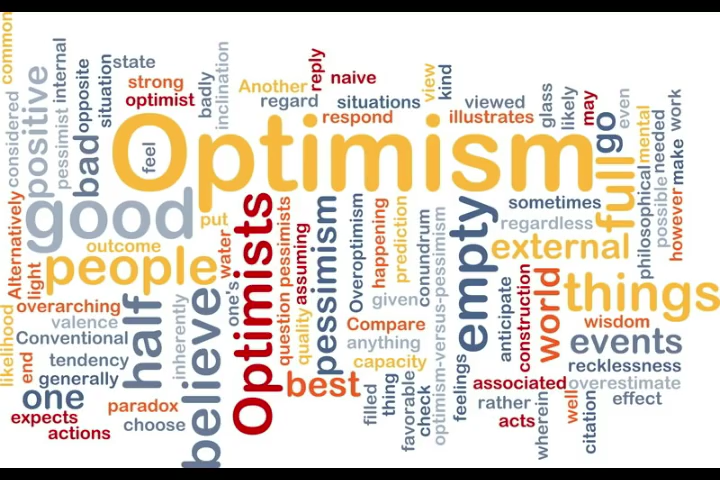 common
considered
positive
pessimist
internal
opposite
bad
situation
state
strong
optimist
badly
inclination
Another
regard
reply
naive
situations
respond
view
kind
viewed
illustrates
glass
likely
may
go
even
mental
needed
make work
Optimism
feel
full
philosophical
possible
however
good
put
sometimes
regardless
external
Alternatively
light
outcome
people
water
one's
Optimists
question
pessimists
assuming
quality
pessimism
Overoptimism
happening
prediction
given
conundrum
optimism-versus-pessimism
empty
things
overarching
valence
Conventional
half
inherently
believe
Compare
anything
capacity
anticipate
construction
world
wisdom
events
likelihood
end
tendency
generally
best
recklessness
one
expects
actions
paradox
choose
filled
thing
favorable
check
feelings
associated
overestimate
rather
acts
wherein
well
citation
effect